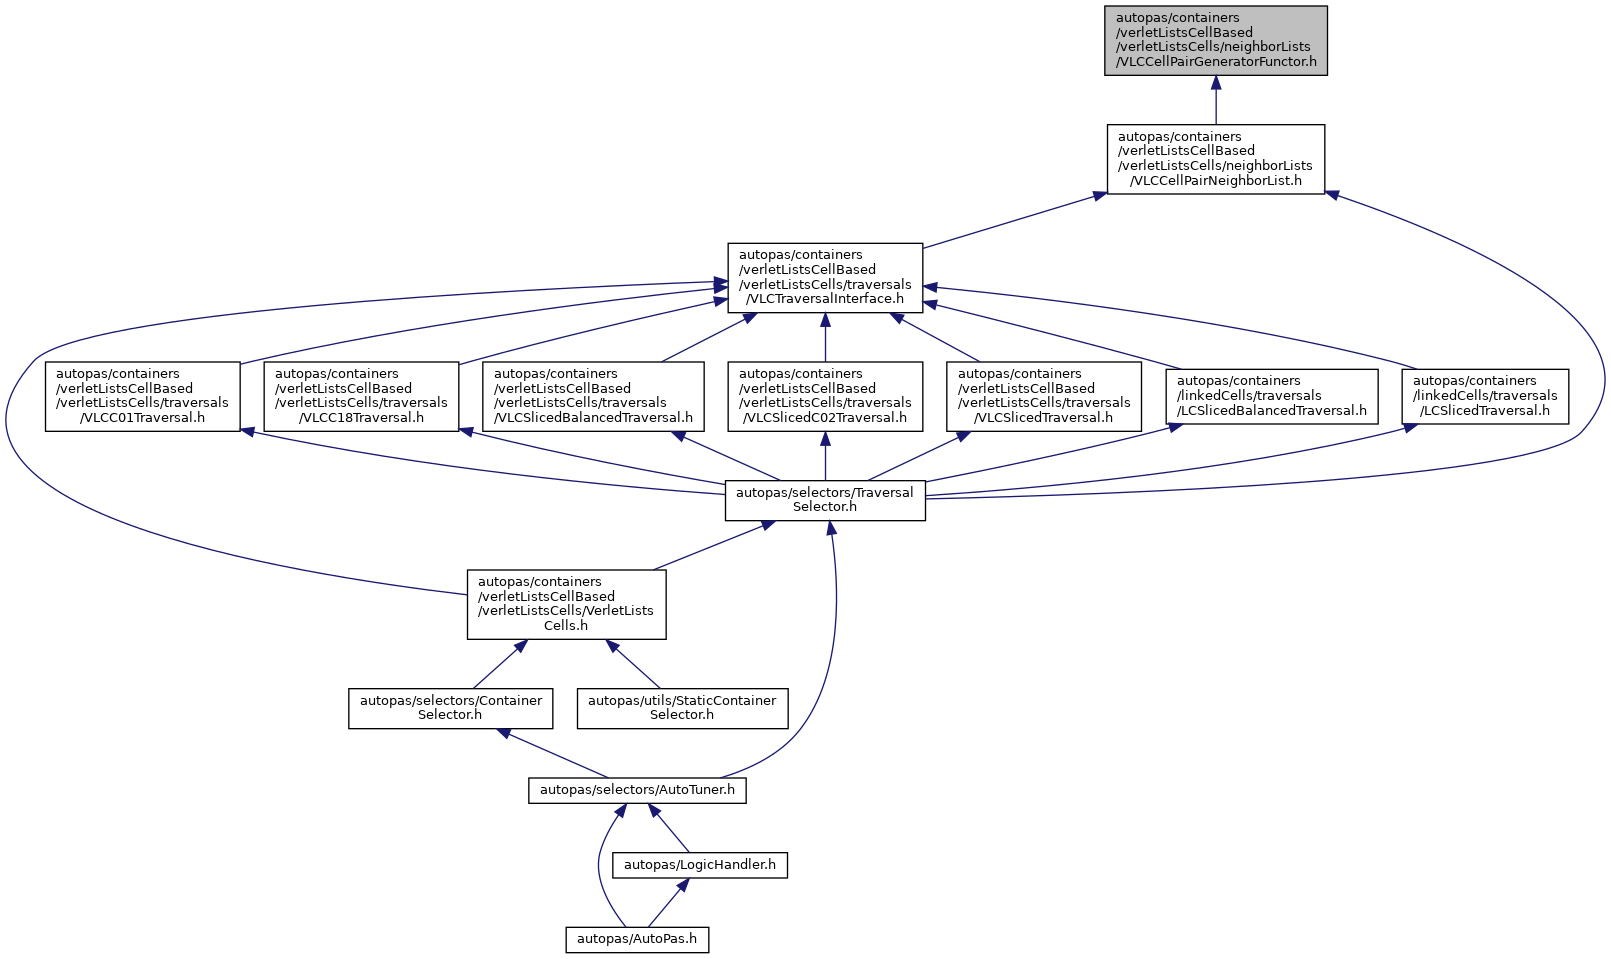 autopas/containers
/verletListsCellBased
/verletListsCells/neighborLists
/VLCCellPairGeneratorFunctor.h
autopas/containers
/verletListsCellBased
/verletListsCells/neighborLists
/VLCCellPairNeighborList.h
autopas/containers
/verletListsCellBased
/verletListsCells/traversals
/VLCTraversalInterface.h
autopas/containers
/verletListsCellBased
/verletListsCells/traversals
/VLCC01Traversal.h
autopas/containers
/verletListsCellBased
/verletListsCells/traversals
/VLCC18Traversal.h
autopas/containers
/verletListsCellBased
/verletListsCells/traversals
/VLCSlicedBalancedTraversal.h
autopas/containers
/verletListsCellBased
/verletListsCells/traversals
/VLCSlicedC02Traversal.h
autopas/containers
/verletListsCellBased
/verletListsCells/traversals
/VLCSlicedTraversal.h
autopas/containers
/linkedCells/traversals
/LCSlicedBalancedTraversal.h
autopas/containers
/linkedCells/traversals
/LCSlicedTraversal.h
autopas/selectors/Traversal
Selector.h
autopas/containers
/verletListsCellBased
/verletListsCells/VerletLists
Cells.h
autopas/selectors/Container
Selector.h
autopas/utils/StaticContainer
Selector.h
autopas/selectors/AutoTuner.h
autopas/LogicHandler.h
autopas/AutoPas.h